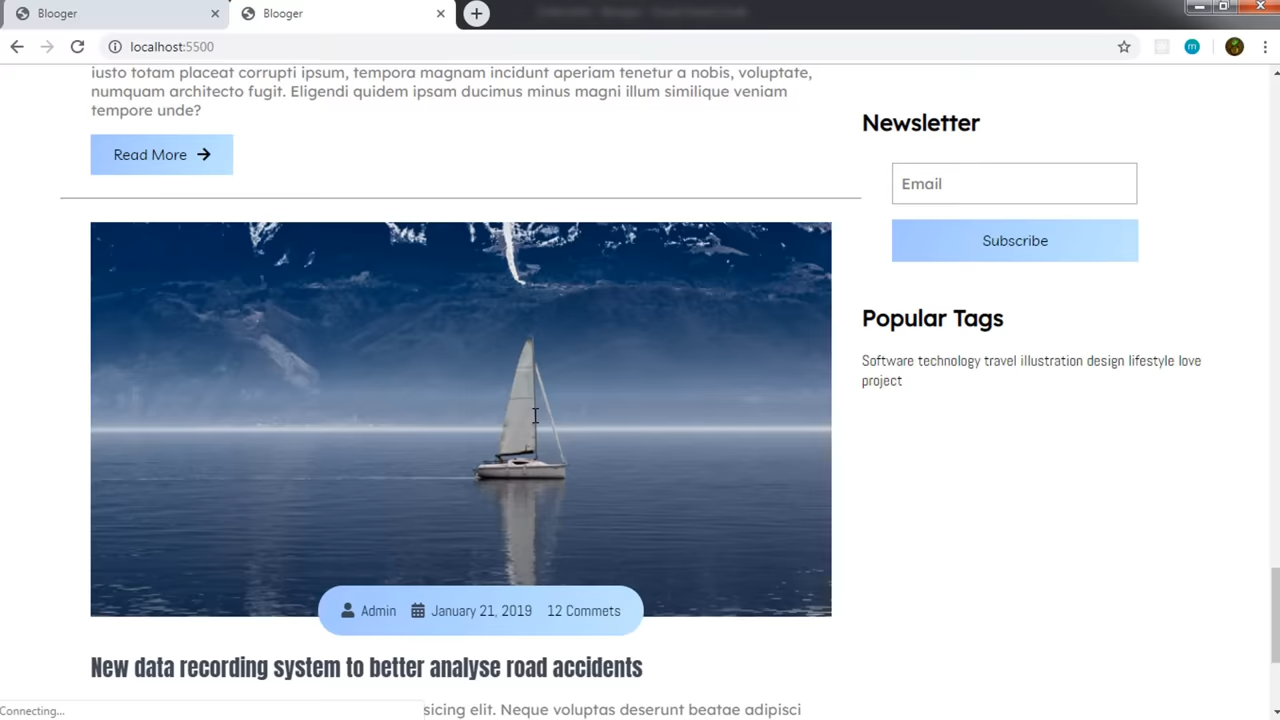 Blooger
Blooger
localhost:5500
iusto totam placeat corrupti ipsum, tempora magnam incidunt aperiam tenetur a nobis, voluptate,
numquam architecto fugit. Eligendi quidem ipsam ducimus minus magni illum similique veniam
tempore unde?
Read More
Newsletter
Email
Subscribe
Popular Tags
Software technology travel illustration design lifestyle love
project
Admin January 21, 2019 12 Commets
New data recording system to better analyse road accidents
sicing elit. Neque voluptas deserunt beatae adipisci
Connecting...